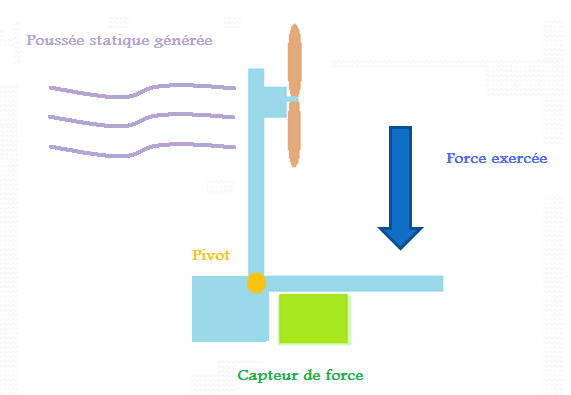 Poussée statique générée
Force exercée
Pivot
Capteur de force